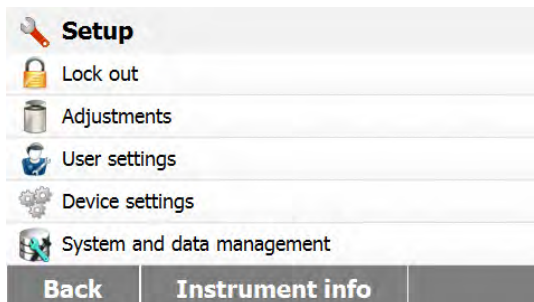 Setup
Lock out
Adjustments
User settings
Device settings
System and data management
Back Instrument info